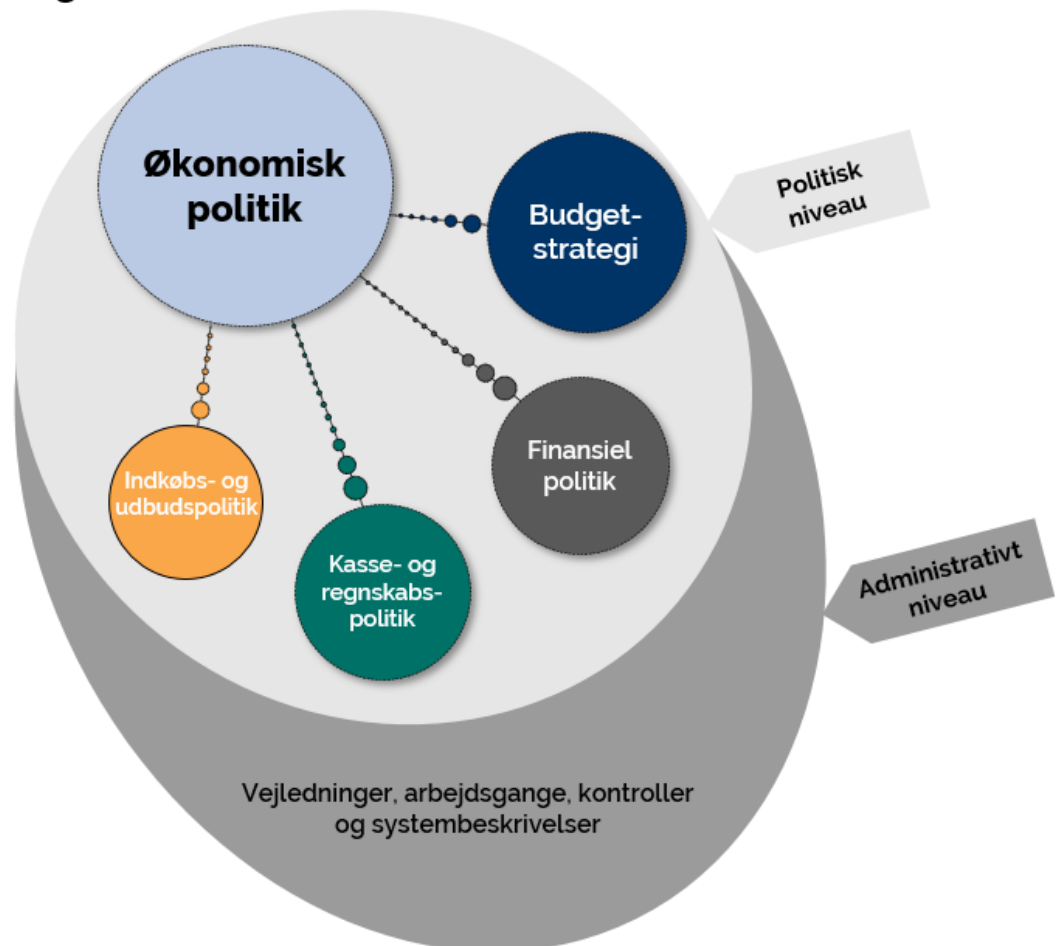 Økonomisk
politik
Budget-
strategi
Politisk
niveau
Finansiel
politik
Indkøbs- og
udbudspolitik
Kasse- og
regnskabs-
politik
Administrativt
niveau
Vejledninger, arbejdsgange, kontroller
og systembeskrivelser